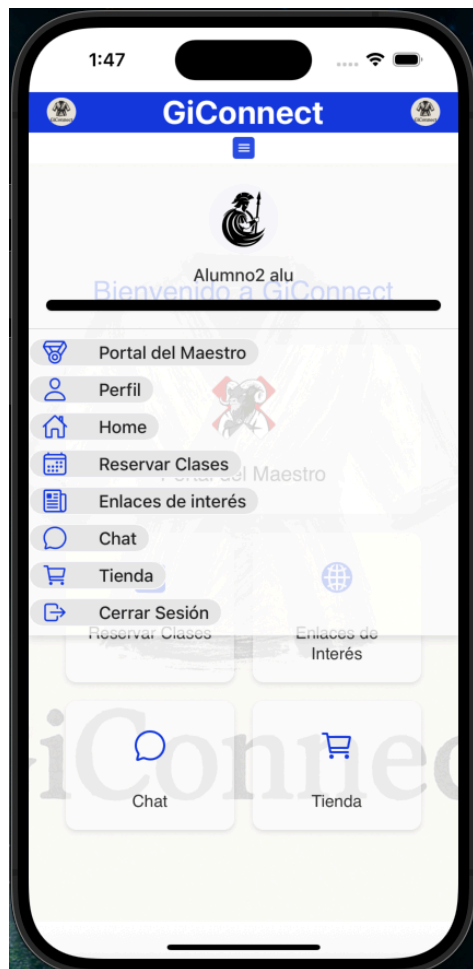 1:47
GiConnect
Alumno2 alu
Bienvenido a GiConnect
Portal del Maestro
Perfil
Home
Reservar Clases
Portal del Maestro
Enlaces de interés
Chat
Tienda
Cerrar Sesión
Reservar Clases
Enlaces de
Interés
GiConnec
Chat
Tienda